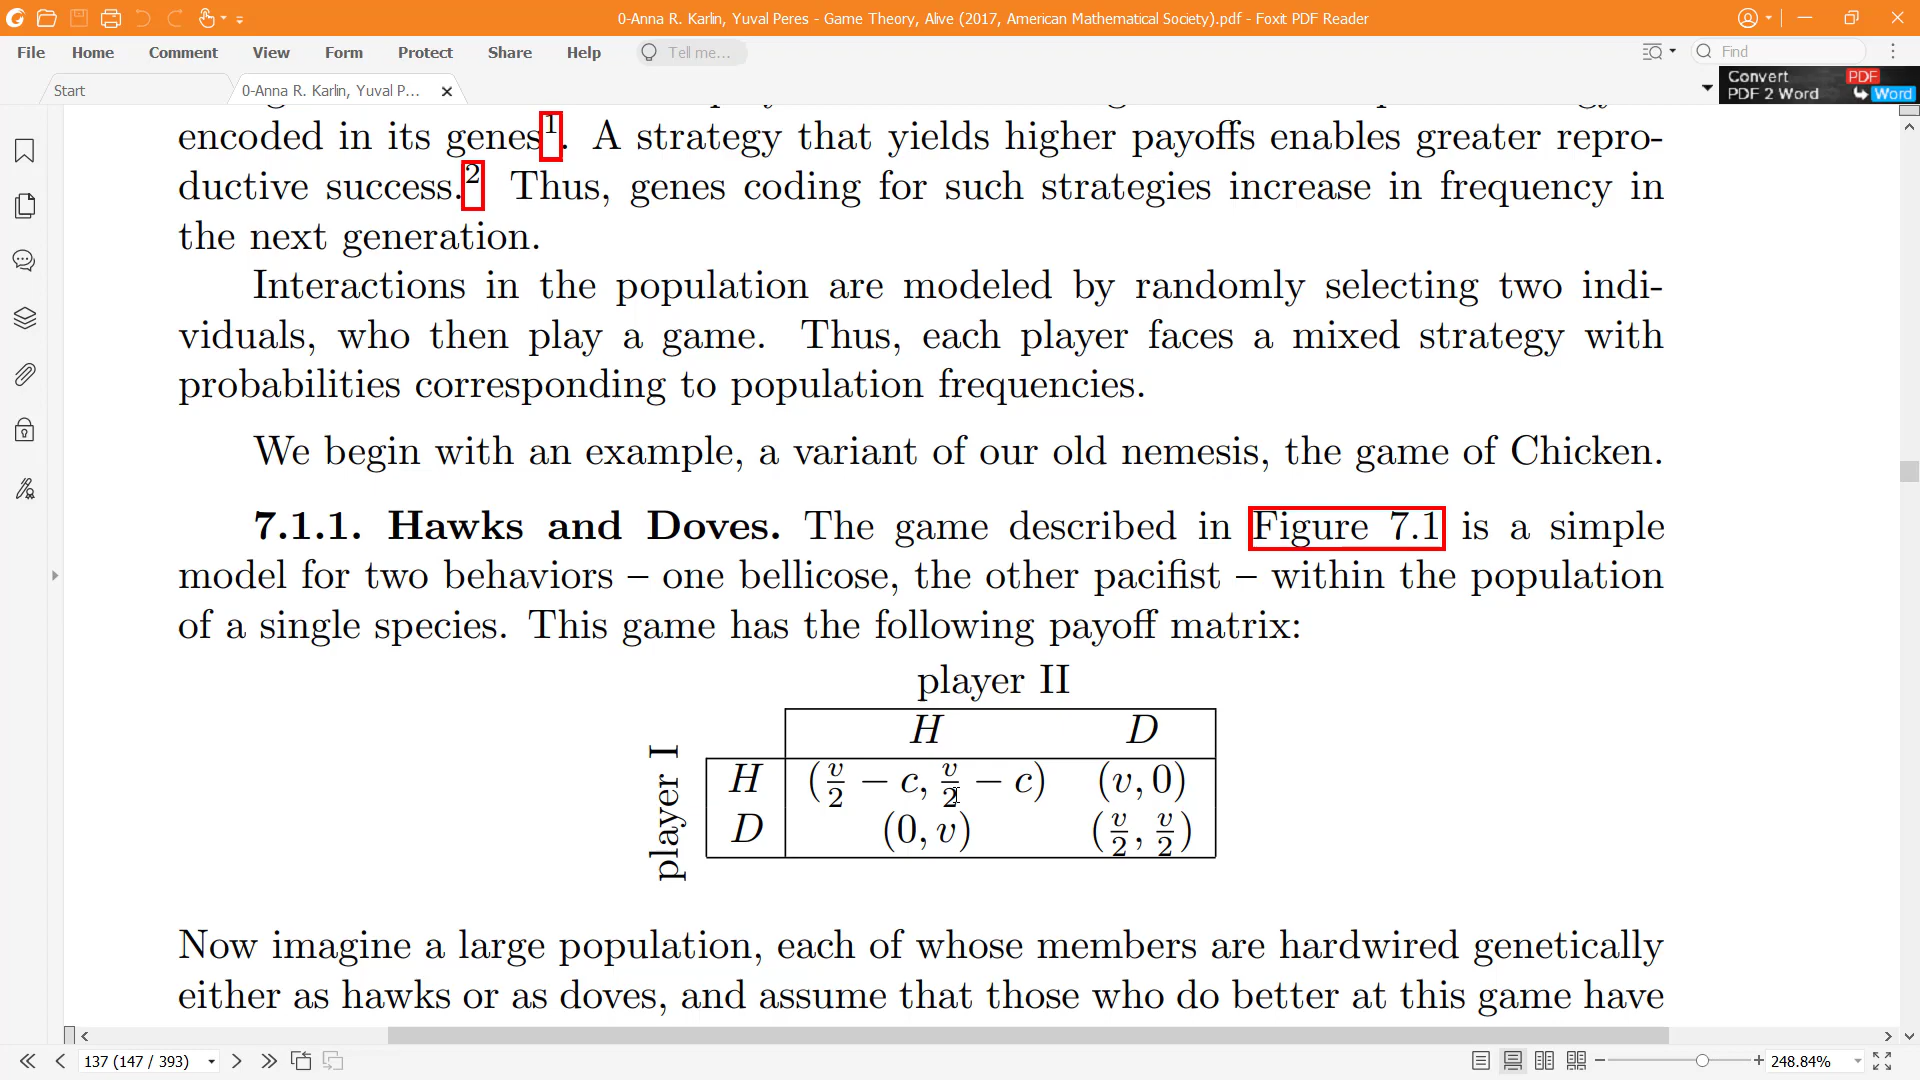 0-Anna R. Karlin, Yuval Peres - Game Theory, Alive (2017, American Mathematical Society).pdf - Foxit PDF Reader
File Home Comment View Form Protect Share Help Tell me... Find
Start 0-Anna R. Karlin, Yuval P... Convert PDF 2 Word PDF Word
encoded in its genes1. A strategy that yields higher payoffs enables greater repro-
ductive success.2 Thus, genes coding for such strategies increase in frequency in
the next generation.
Interactions in the population are modeled by randomly selecting two indi-
viduals, who then play a game. Thus, each player faces a mixed strategy with
probabilities corresponding to population frequencies.
We begin with an example, a variant of our old nemesis, the game of Chicken.
7.1.1. Hawks and Doves. The game described in Figure 7.1 is a simple
model for two behaviors – one bellicose, the other pacifist – within the population
of a single species. This game has the following payoff matrix:
player II
H D
player I
H (v/2 − c, v/2 − c) (v, 0)
D (0, v) (v/2, v/2)
Now imagine a large population, each of whose members are hardwired genetically
either as hawks or as doves, and assume that those who do better at this game have
137 (147 / 393) 248.84%